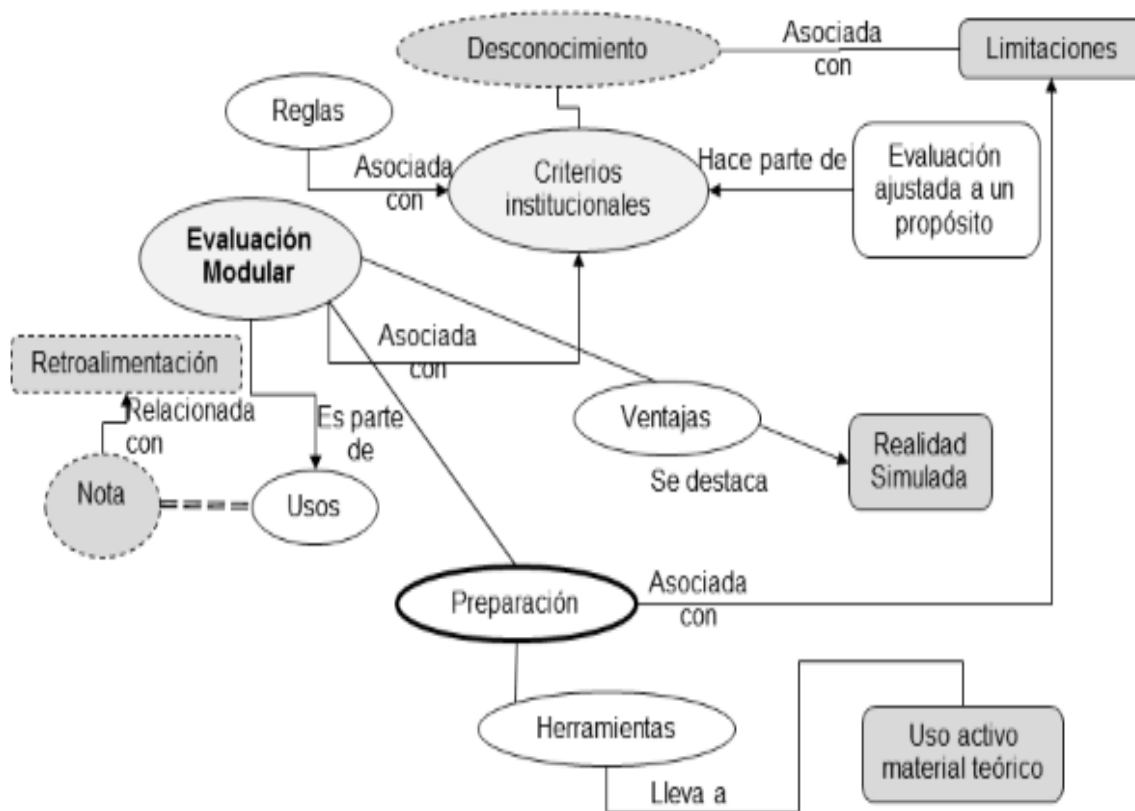 Desconocimiento
Asociada
con
Limitaciones
Reglas
Asociada
con
Criterios
institucionales
Hace parte de
Evaluación
ajustada a un
propósito
Evaluación
Modular
Asociada
con
Retroalimentación
Relacionada
con
Es parte
de
Ventajas
Se destaca
Realidad
Simulada
Nota
Usos
Preparación
Asociada
con
Herramientas
Lleva a
Uso activo
material teórico